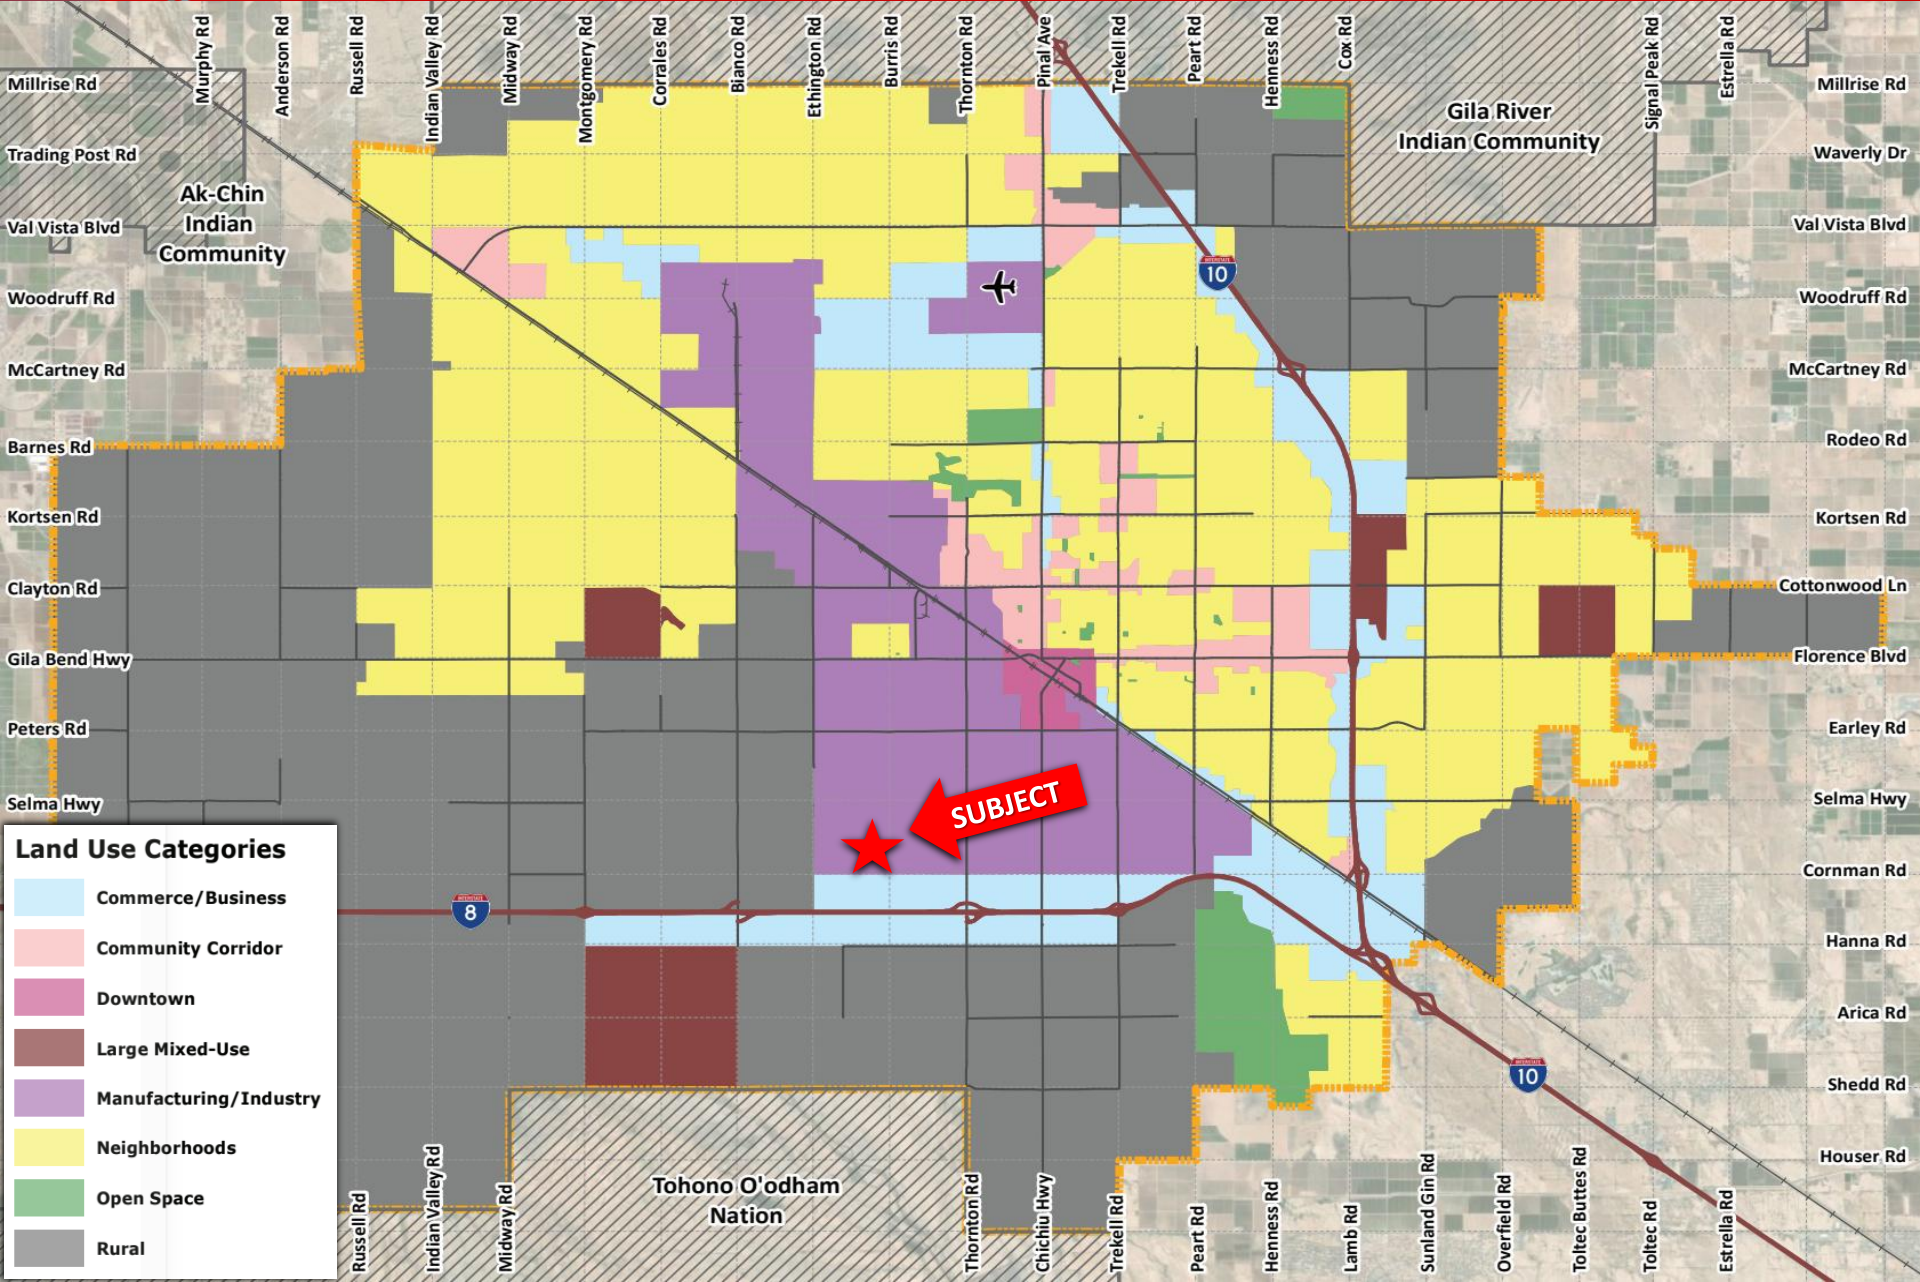 Murphy Rd
Anderson Rd
Russell Rd
Indian Valley Rd
Midway Rd
Montgomery Rd
Corrales Rd
Bianco Rd
Ethington Rd
Burris Rd
Thornton Rd
Pinal Ave
Trekell Rd
Peart Rd
Henness Rd
Cox Rd
Signal Peak Rd
Estrella Rd
Millrise Rd
Millrise Rd
Gila River
Indian Community
Trading Post Rd
Waverly Dr
Ak-Chin
Indian
Community
Val Vista Blvd
Val Vista Blvd
INTERSTATE
10
Woodruff Rd
Woodruff Rd
McCartney Rd
McCartney Rd
Barnes Rd
Rodeo Rd
Kortsen Rd
Kortsen Rd
Clayton Rd
Cottonwood Ln
Gila Bend Hwy
Florence Blvd
Peters Rd
Earley Rd
Selma Hwy
SUBJECT
Selma Hwy
Land Use Categories
Commerce/Business
Community Corridor
Downtown
Large Mixed-Use
Manufacturing/Industry
Neighborhoods
Open Space
Rural
Cornman Rd
INTERSTATE
8
Hanna Rd
Arica Rd
INTERSTATE
10
Shedd Rd
Houser Rd
Tohono O'odham
Nation
Russell Rd
Indian Valley Rd
Midway Rd
Thornton Rd
Chichiu Hwy
Trekell Rd
Peart Rd
Henness Rd
Lamb Rd
Sunland Gin Rd
Overfield Rd
Toltec Buttes Rd
Toltec Rd
Estrella Rd